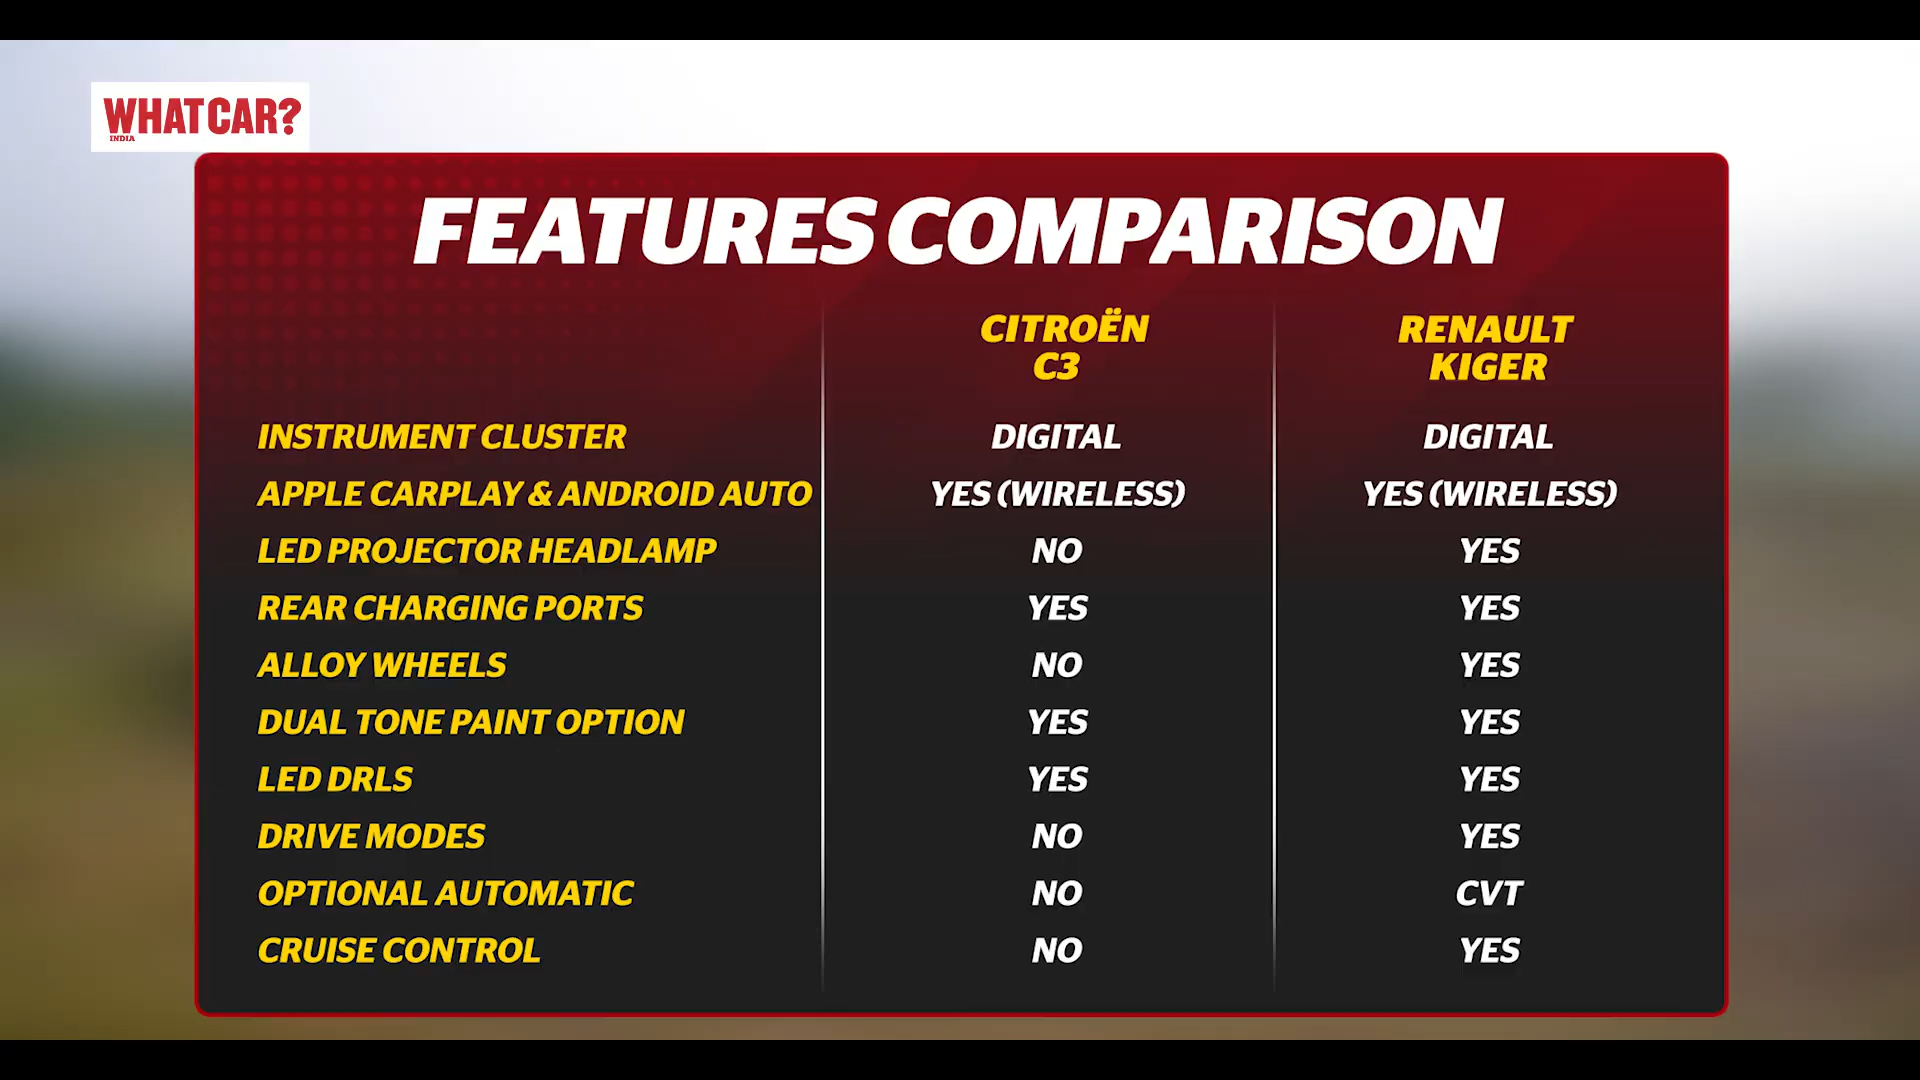 WHAT CAR?
INDIA
FEATURES COMPARISON
CITROËN
C3
RENAULT
KIGER
INSTRUMENT CLUSTER DIGITAL DIGITAL
APPLE CARPLAY & ANDROID AUTO YES (WIRELESS) YES (WIRELESS)
LED PROJECTOR HEADLAMP NO YES
REAR CHARGING PORTS YES YES
ALLOY WHEELS NO YES
DUAL TONE PAINT OPTION YES YES
LED DRLS YES YES
DRIVE MODES NO YES
OPTIONAL AUTOMATIC NO CVT
CRUISE CONTROL NO YES